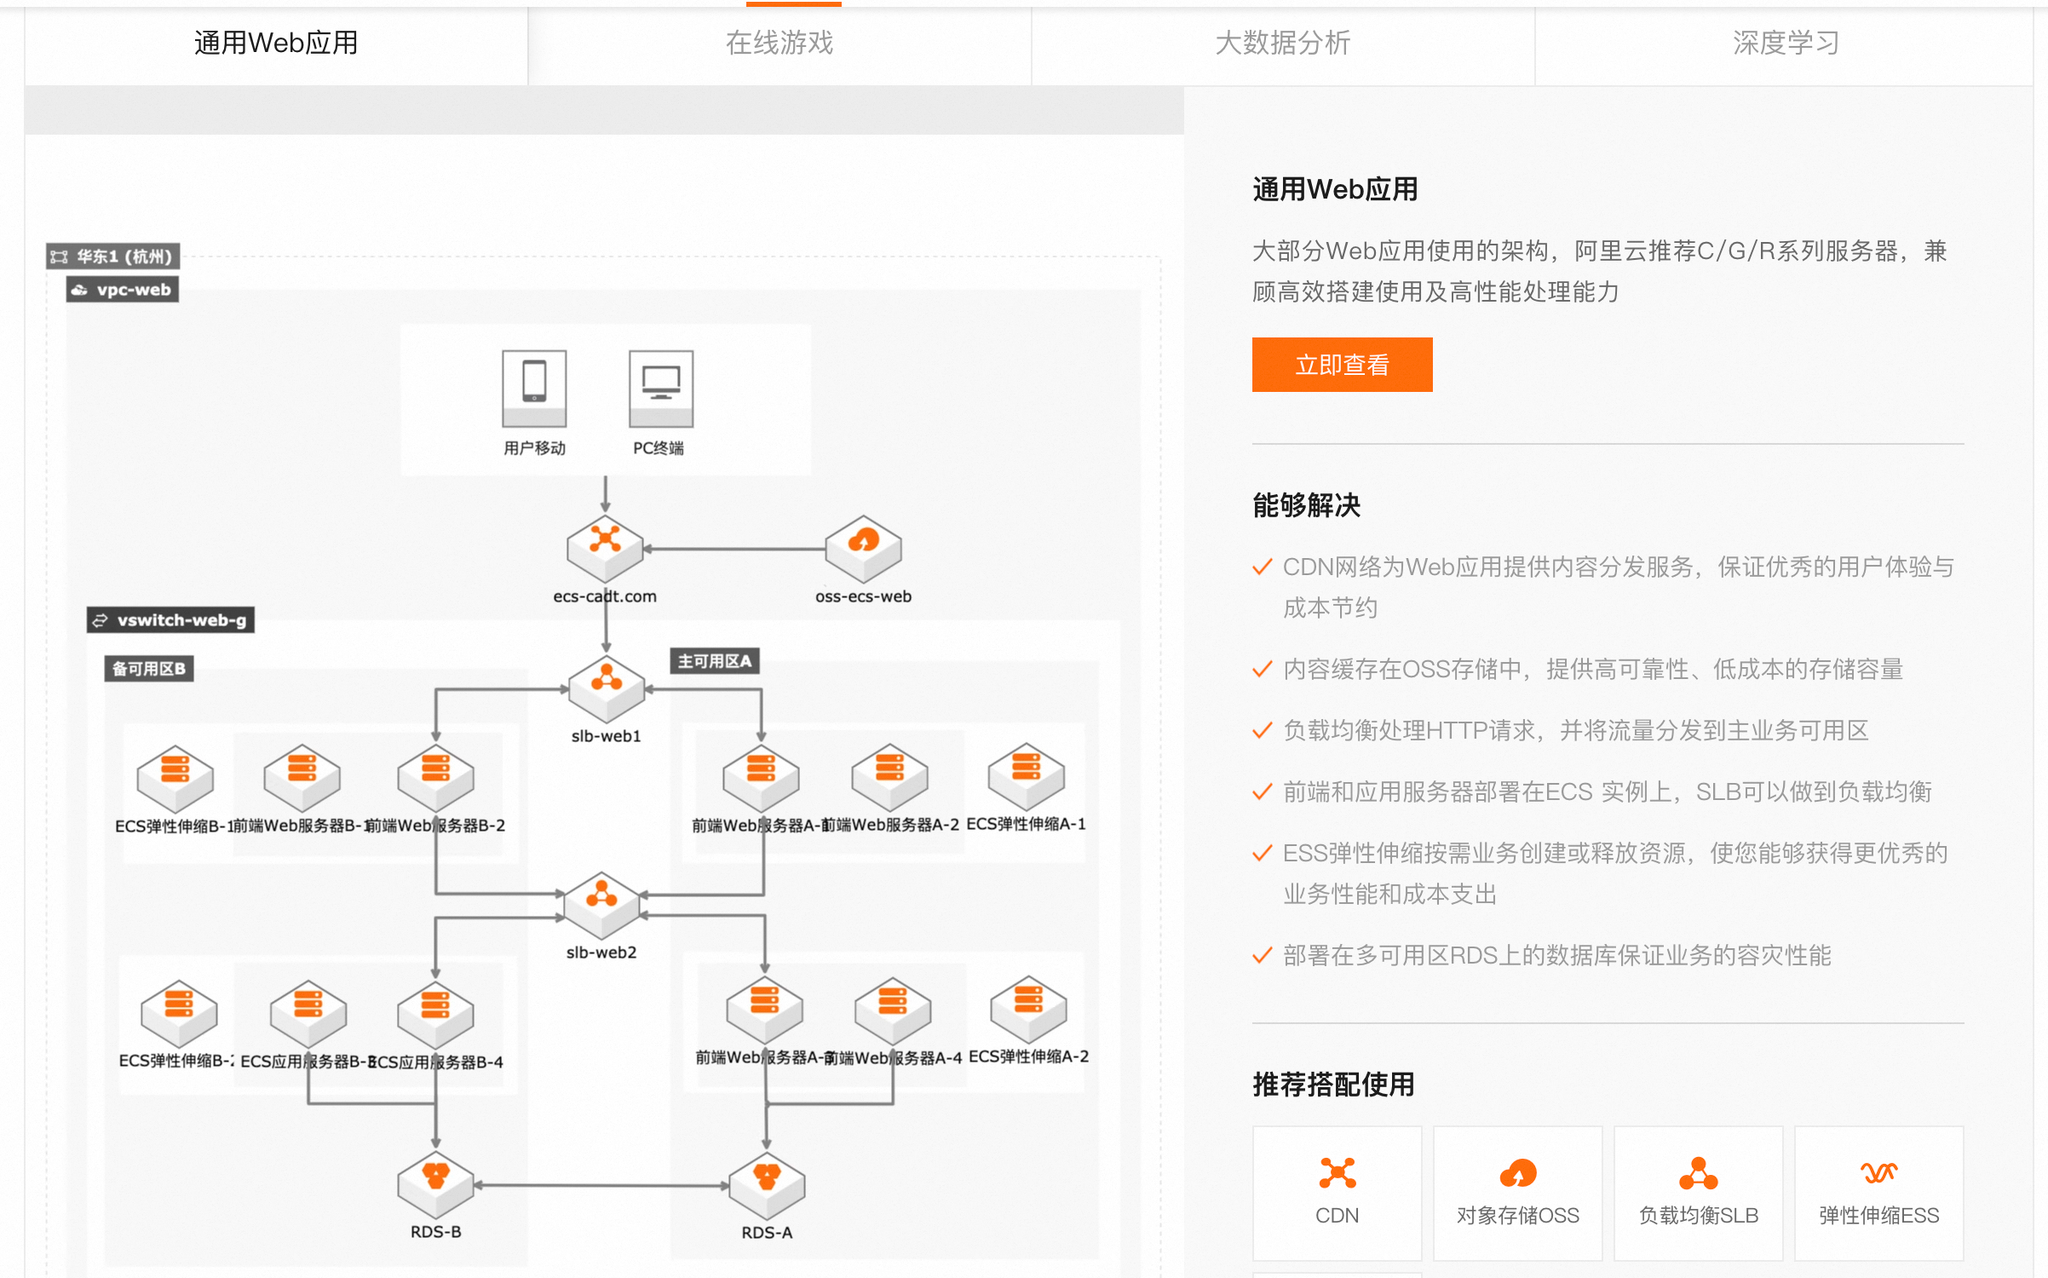 通用Web应用
在线游戏
大数据分析
深度学习
华东1 (杭州)
vpc-web
用户移动
PC终端
ecs-cadt.com
oss-ecs-web
vswitch-web-g
备可用区B
主可用区A
slb-web1
ECS弹性伸缩B-1
前端Web服务器B-1
前端Web服务器B-2
前端Web服务器A-1
前端Web服务器A-2
ECS弹性伸缩A-1
slb-web2
ECS弹性伸缩B-2
ECS应用服务器B-3
ECS应用服务器B-4
前端Web服务器A-3
前端Web服务器A-4
ECS弹性伸缩A-2
RDS-B
RDS-A
通用Web应用
大部分Web应用使用的架构，阿里云推荐C/G/R系列服务器，兼
顾高效搭建使用及高性能处理能力
立即查看
能够解决
CDN网络为Web应用提供内容分发服务，保证优秀的用户体验与
成本节约
内容缓存在OSS存储中，提供高可靠性、低成本的存储容量
负载均衡处理HTTP请求，并将流量分发到主业务可用区
前端和应用服务器部署在ECS 实例上，SLB可以做到负载均衡
ESS弹性伸缩按需业务创建或释放资源，使您能够获得更优秀的
业务性能和成本支出
部署在多可用区RDS上的数据库保证业务的容灾性能
推荐搭配使用
CDN
对象存储OSS
负载均衡SLB
弹性伸缩ESS